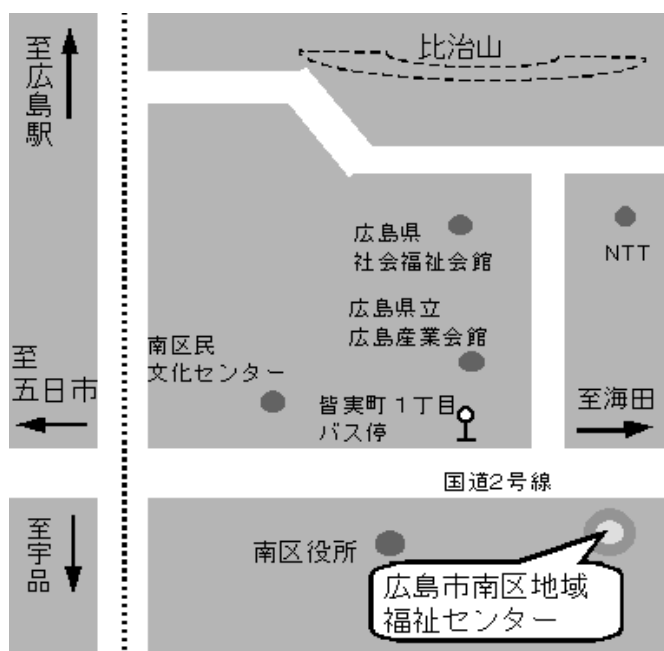 比治山
至広島駅
広島県
社会福祉会館
NTT
広島県立
広島産業会館
南区民
文化センター
至
五日市
皆実町1丁目
バス停
至海田
国道2号線
至宇品
南区役所
広島市南区地域
福祉センター